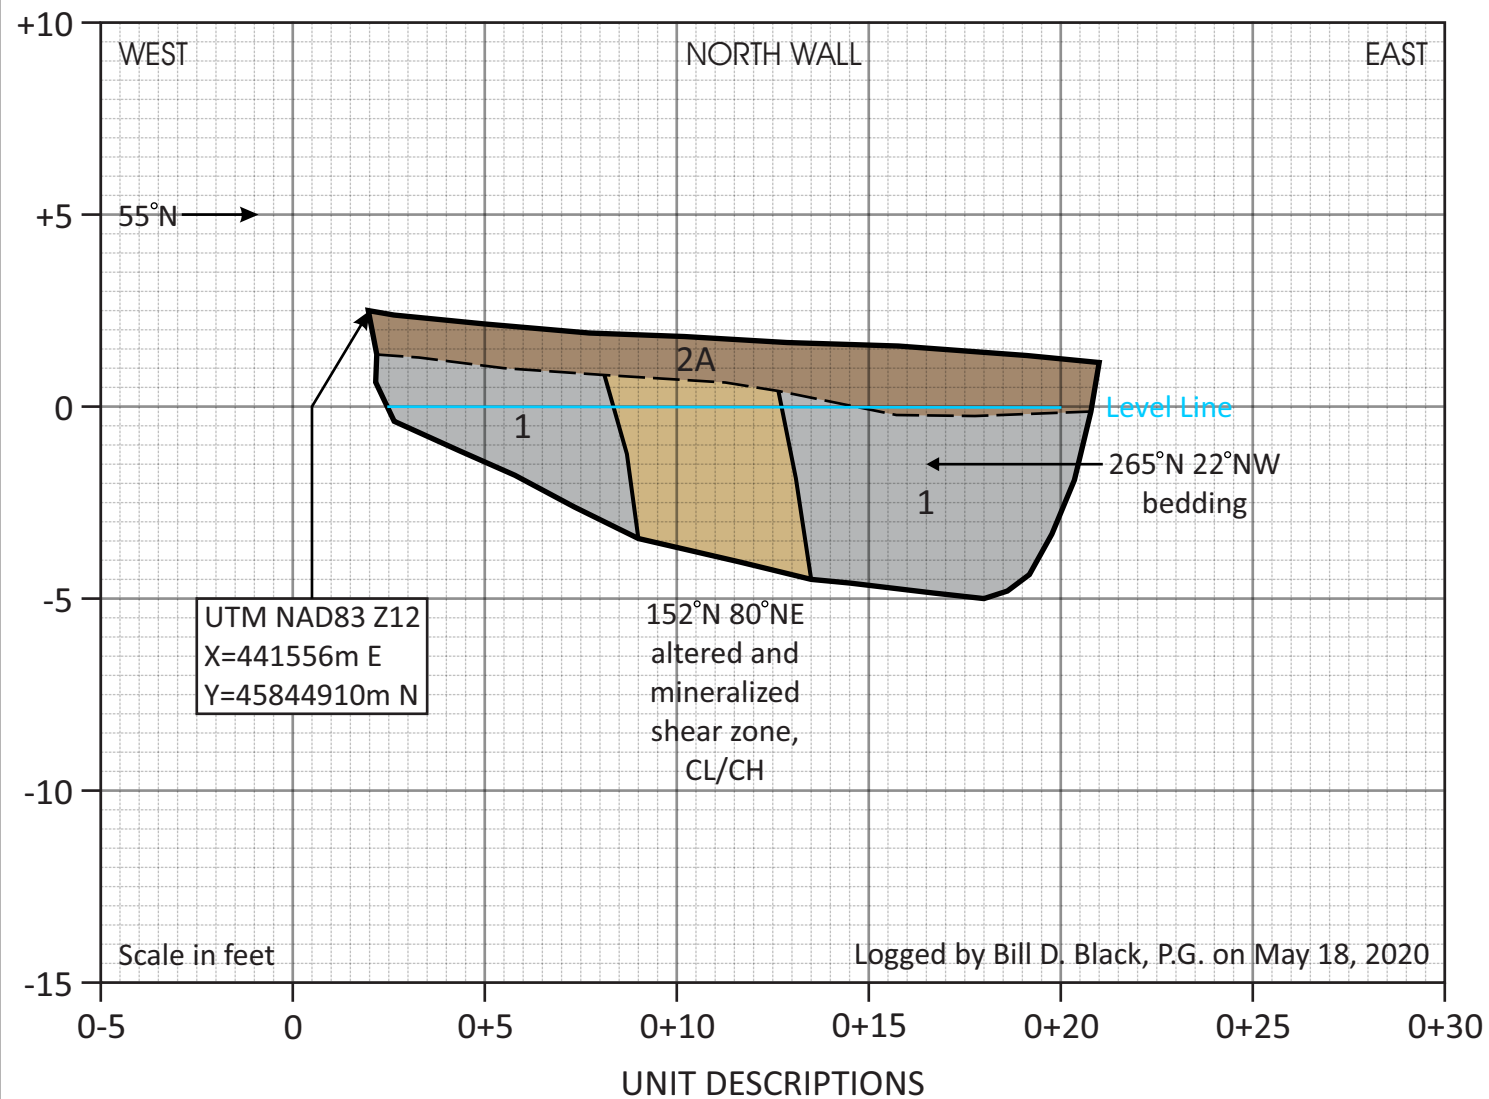 +10
WEST NORTH WALL EAST
+5
55°N
2A
0
Level Line
1
265°N 22°NW
bedding
1
-5
UTM NAD83 Z12
X=441556m E
Y=45844910m N
152°N 80°NE
altered and
mineralized
shear zone,
CL/CH
-10
Scale in feet
Logged by Bill D. Black, P.G. on May 18, 2020
-15
0-5 0 0+5 0+10 0+15 0+20 0+25 0+30
UNIT DESCRIPTIONS